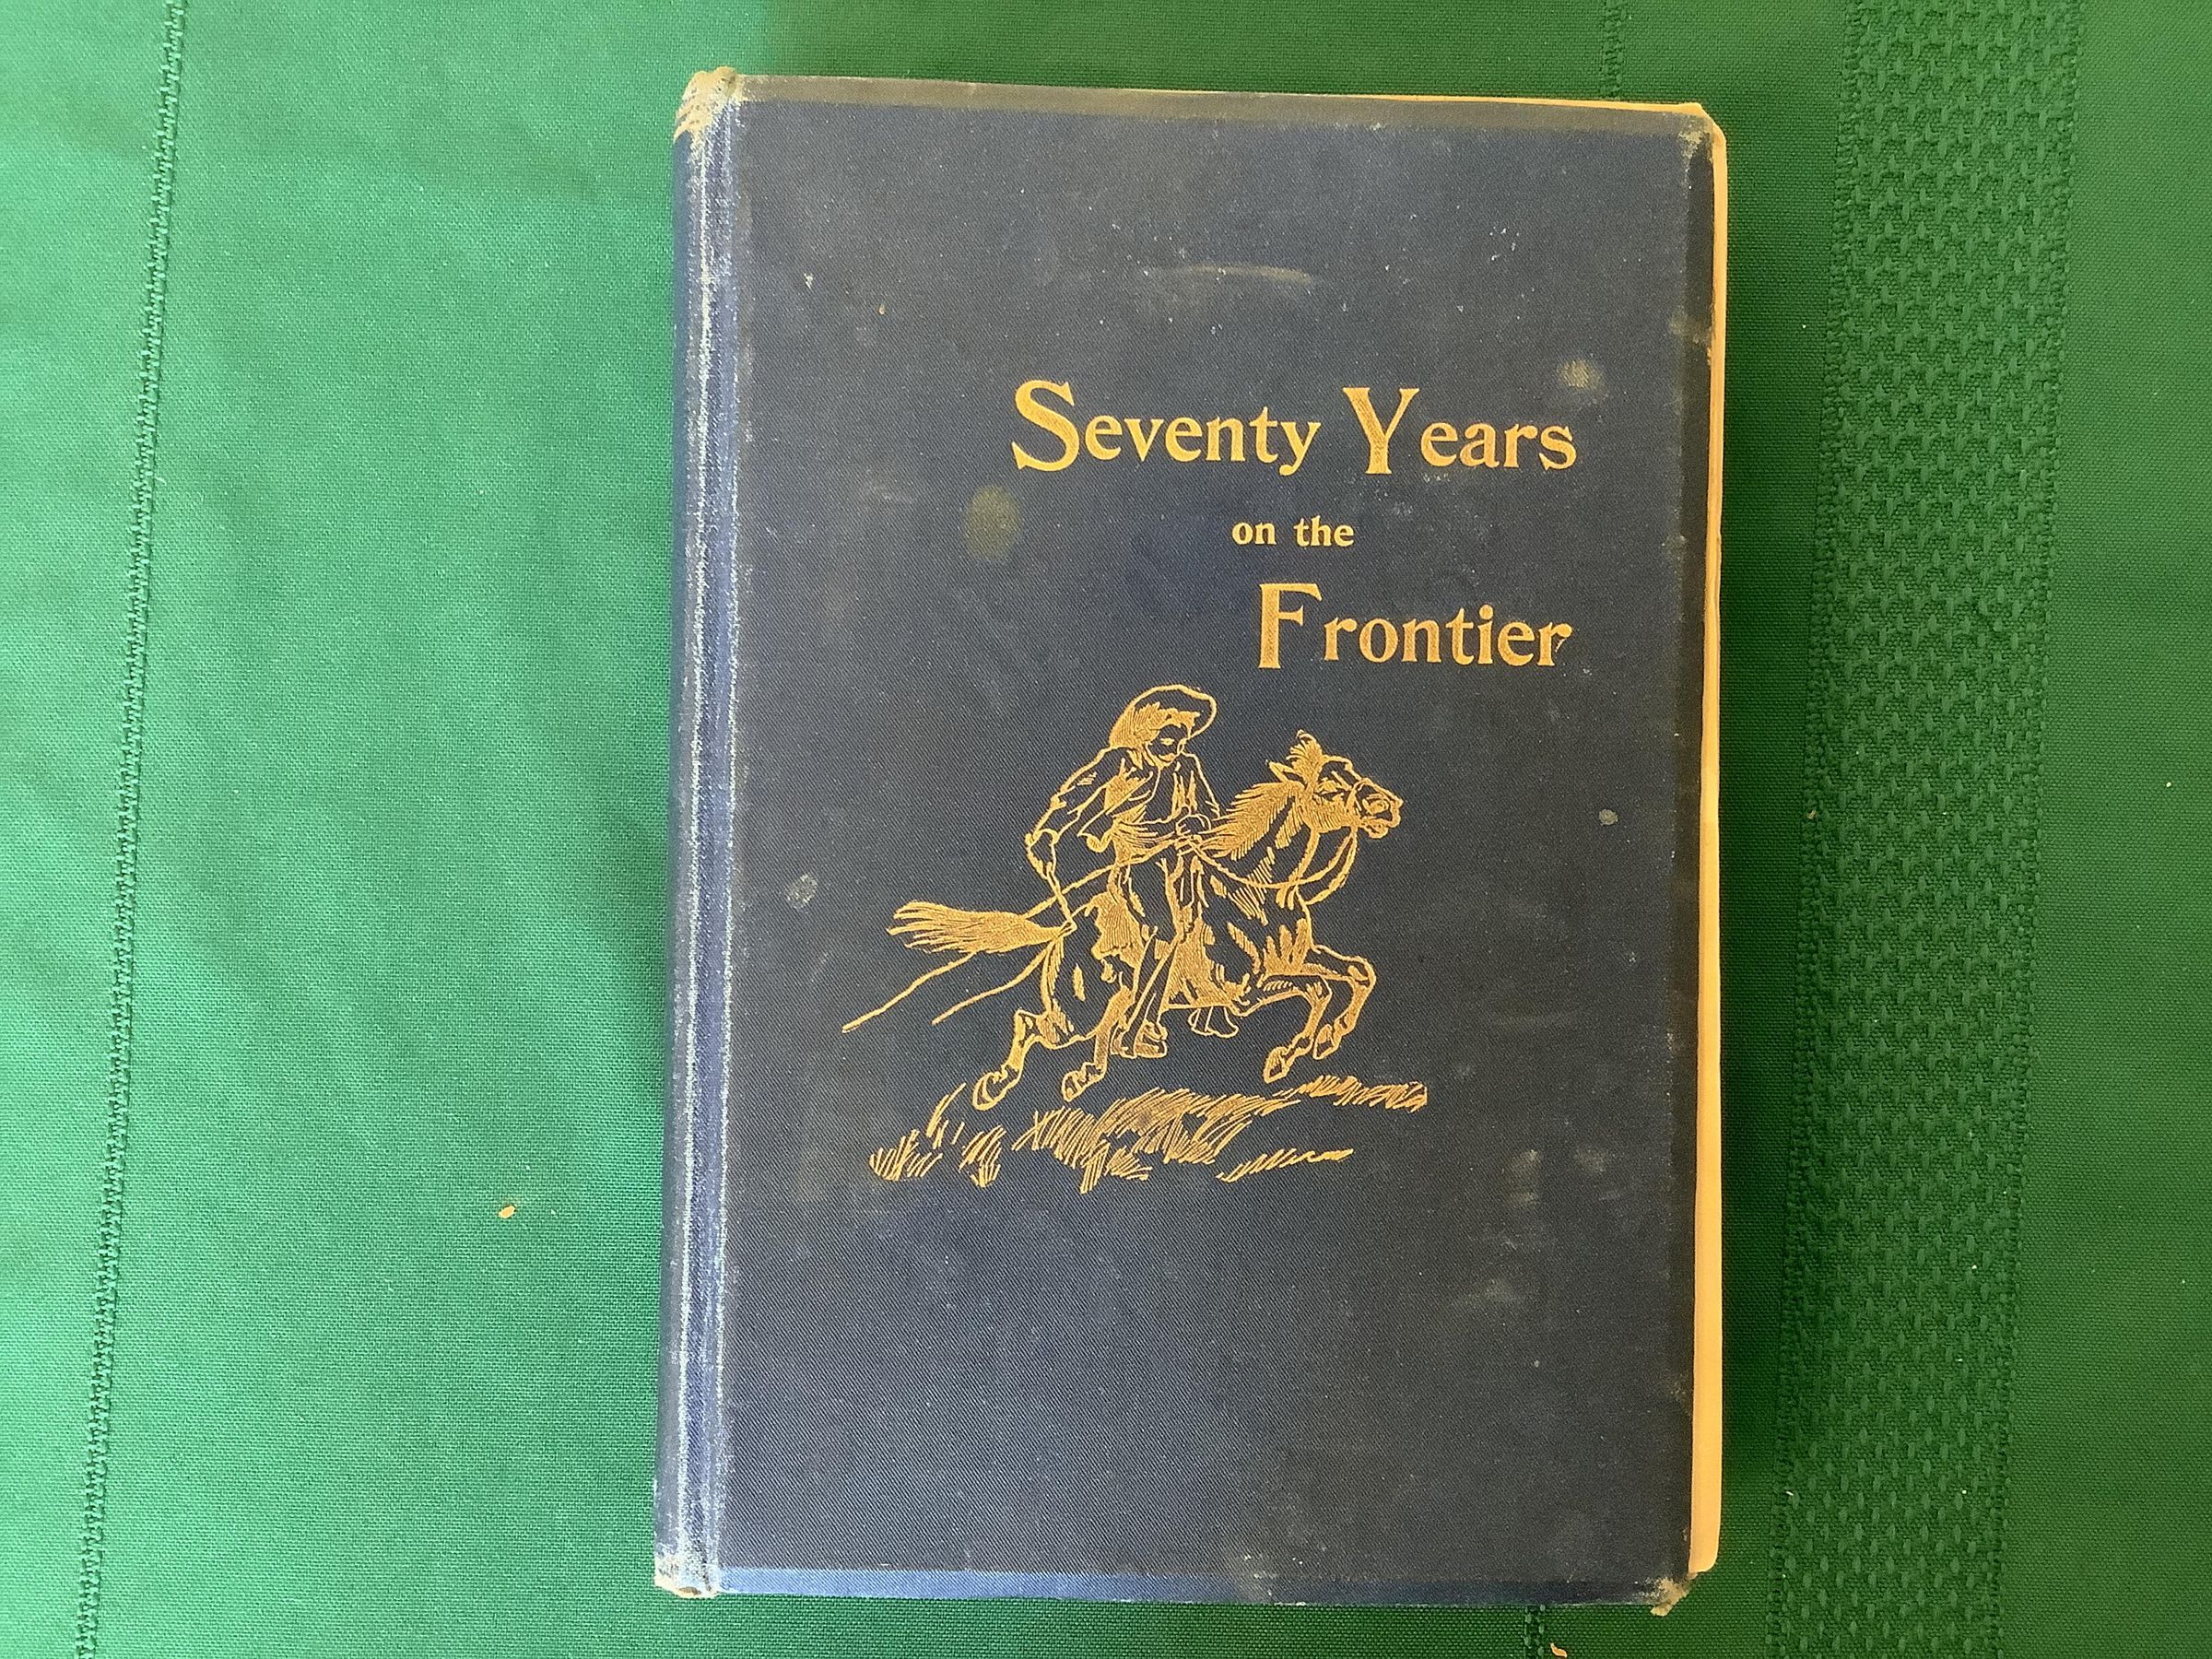 Seventy Years
on the
Frontier